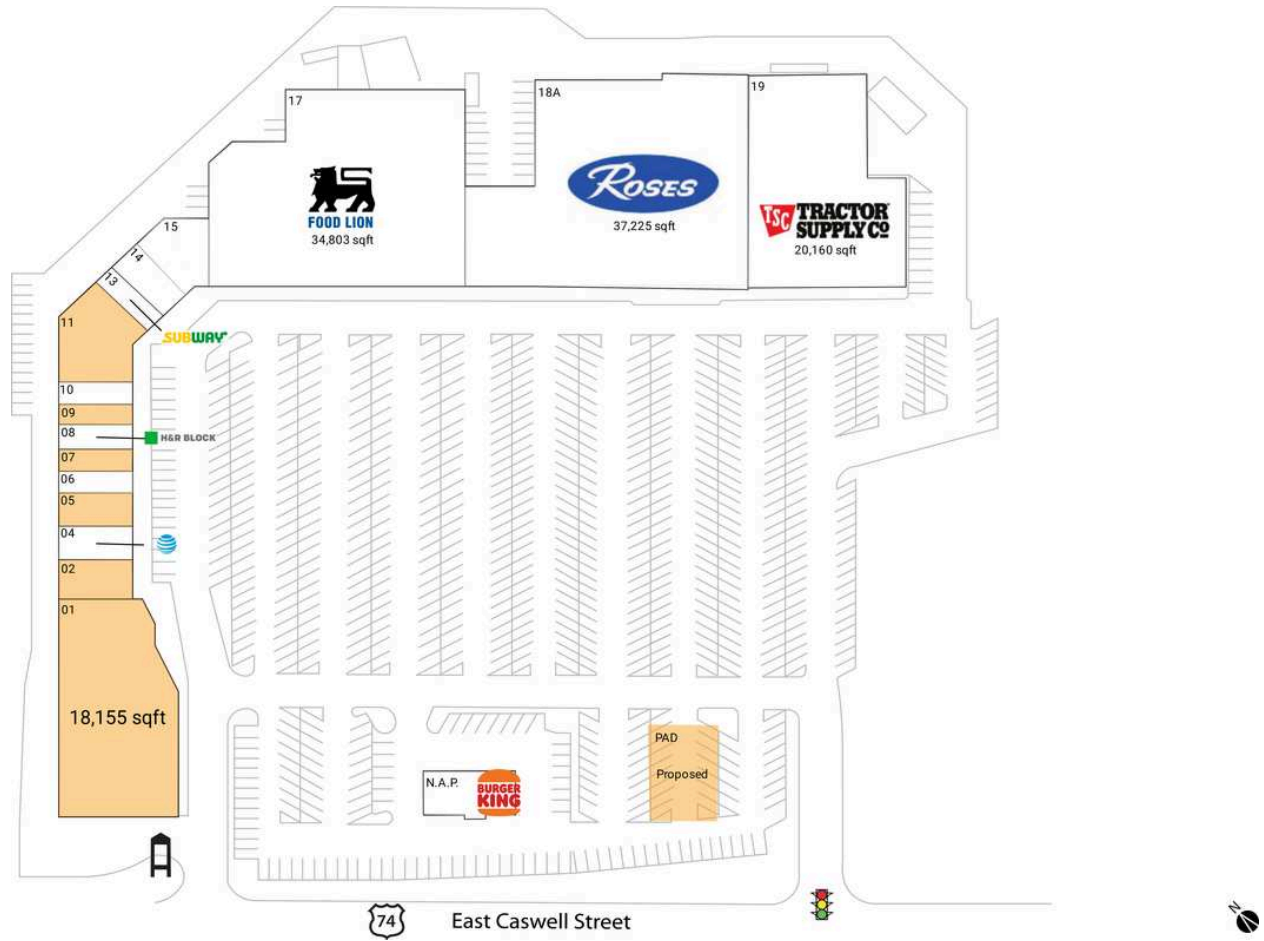 17
18A
19
ROSES
FOOD LION
34,803 sqft
37,225 sqft
TSC TRACTOR
SUPPLY CO
20,160 sqft
15
14
13
11
SUBWAY
10
09
08
H&R BLOCK
07
06
05
04
02
01
18,155 sqft
PAD
Proposed
N.A.P.
BURGER
KING
74
East Caswell Street
N